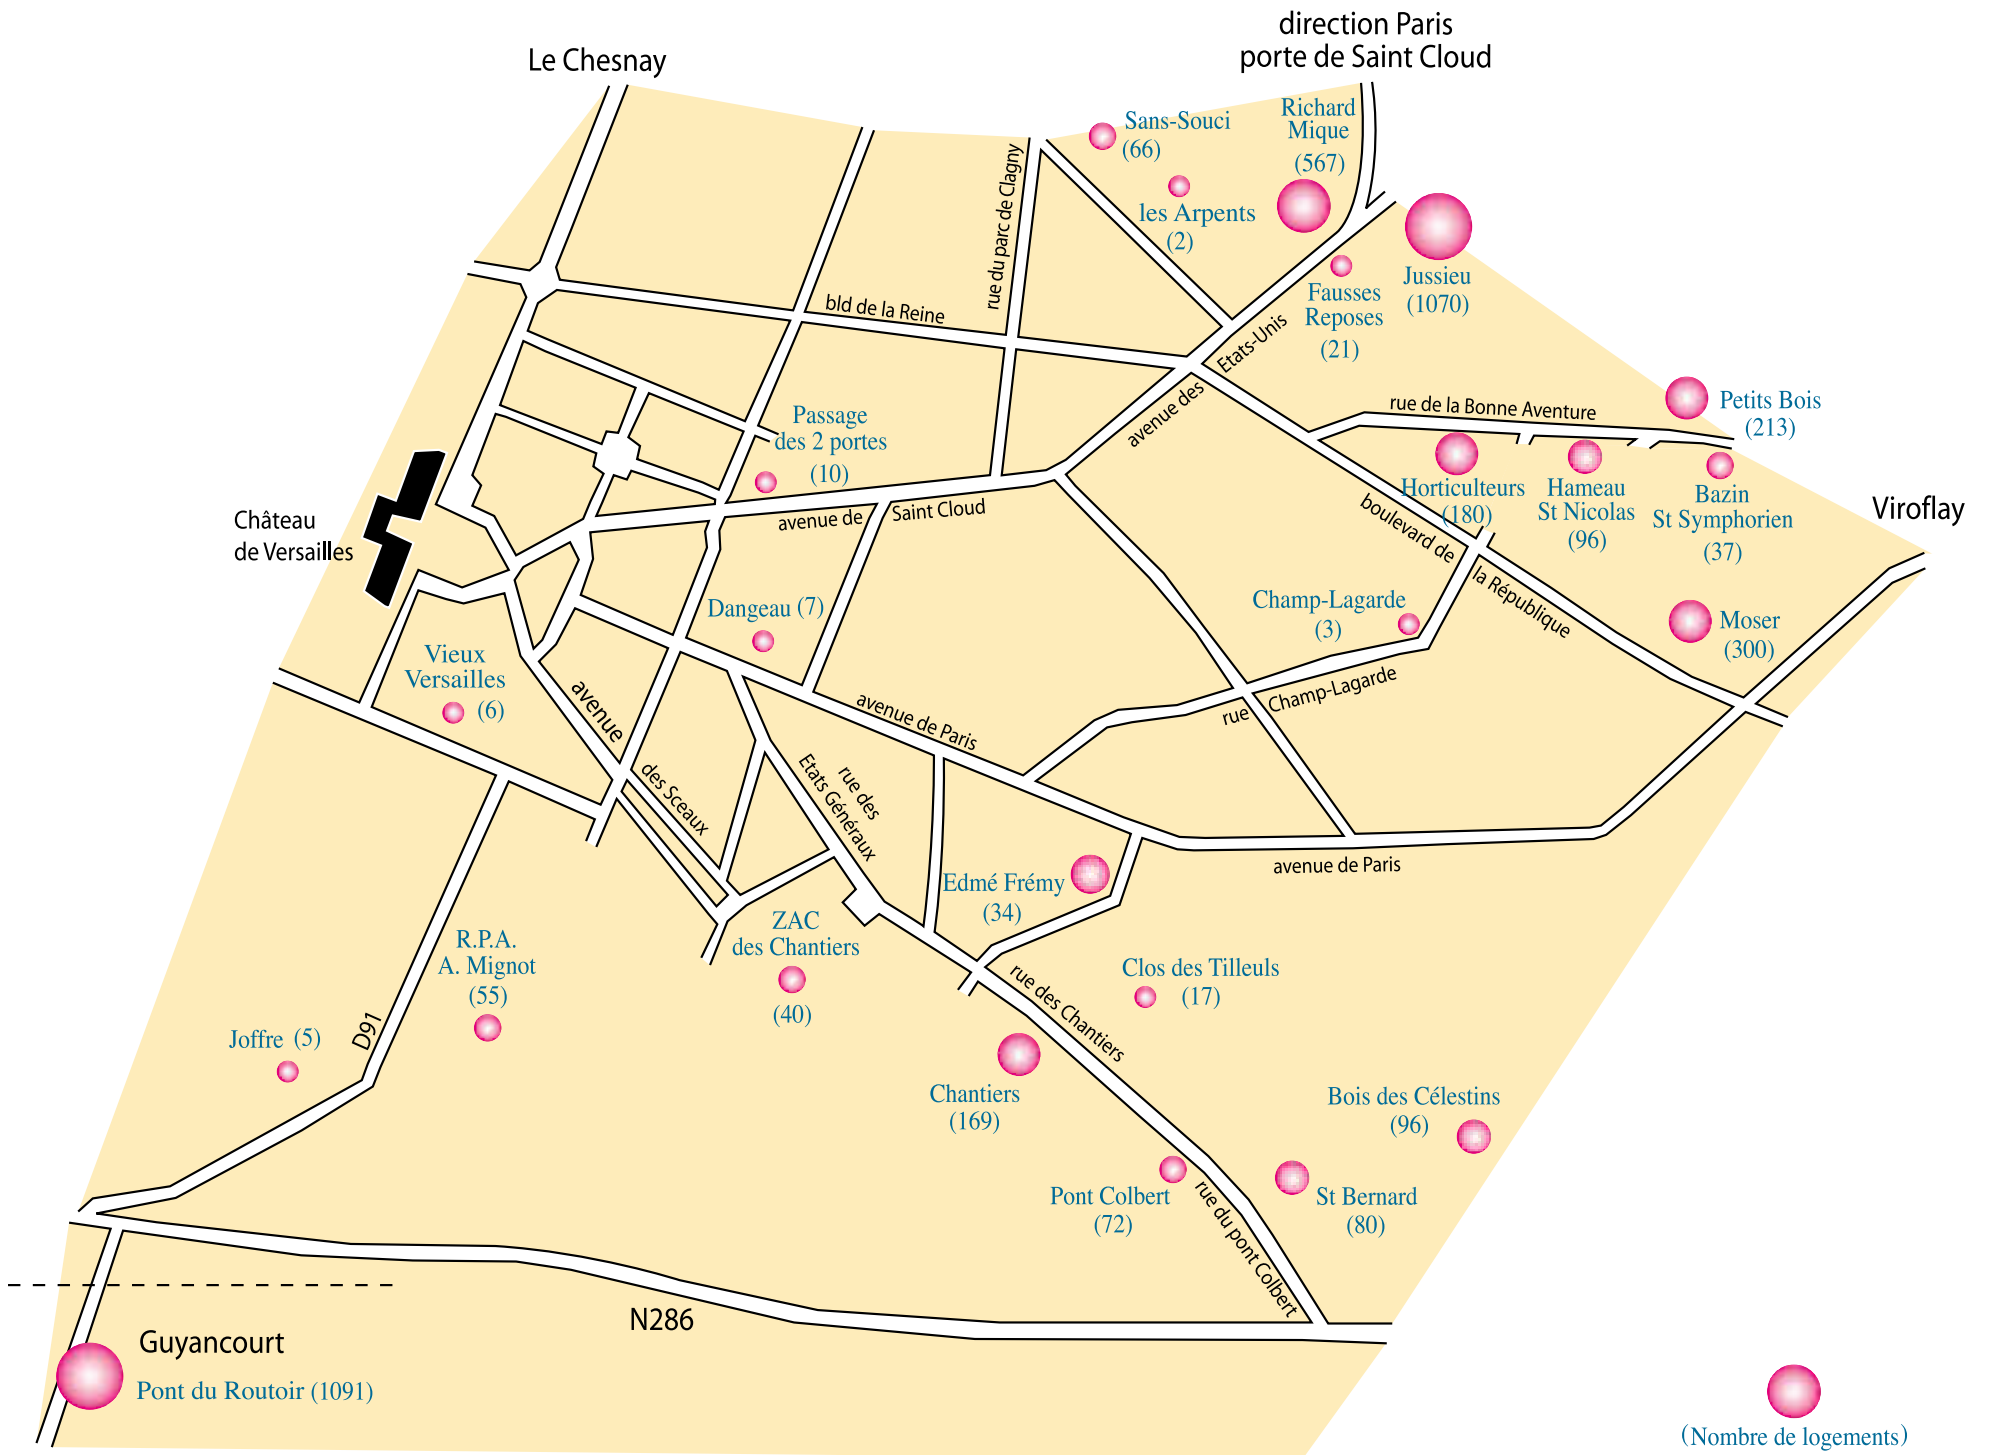 direction Paris
porte de Saint Cloud
Le Chesnay
Sans-Souci
(66)
Richard
Mique
(567)
les Arpents
(2)
rue du parc de Clagny
Jussieu
(1070)
Fausses
Reposes
(21)
bld de la Reine
avenue des
Etats-Unis
Petits Bois
(213)
rue de la Bonne Aventure
Passage
des 2 portes
(10)
Horticulteurs
(180)
Hameau
St Nicolas
(96)
Bazin
St Symphorien
(37)
Viroflay
Château
de Versailles
avenue de
Saint Cloud
boulevard de
la République
Dangeau (7)
Champ-Lagarde
(3)
Moser
(300)
Vieux
Versailles
(6)
avenue
des Sceaux
avenue de Paris
rue
Champ-Lagarde
rue des
Etats Généraux
avenue de Paris
Edmé Frémy
(34)
ZAC
des Chantiers
(40)
R.P.A.
A. Mignot
(55)
Clos des Tilleuls
(17)
rue des Chantiers
D91
Joffre (5)
Chantiers
(169)
Bois des Célestins
(96)
Pont Colbert
(72)
St Bernard
(80)
rue du pont Colbert
N286
Guyancourt
Pont du Routoir (1091)
(Nombre de logements)